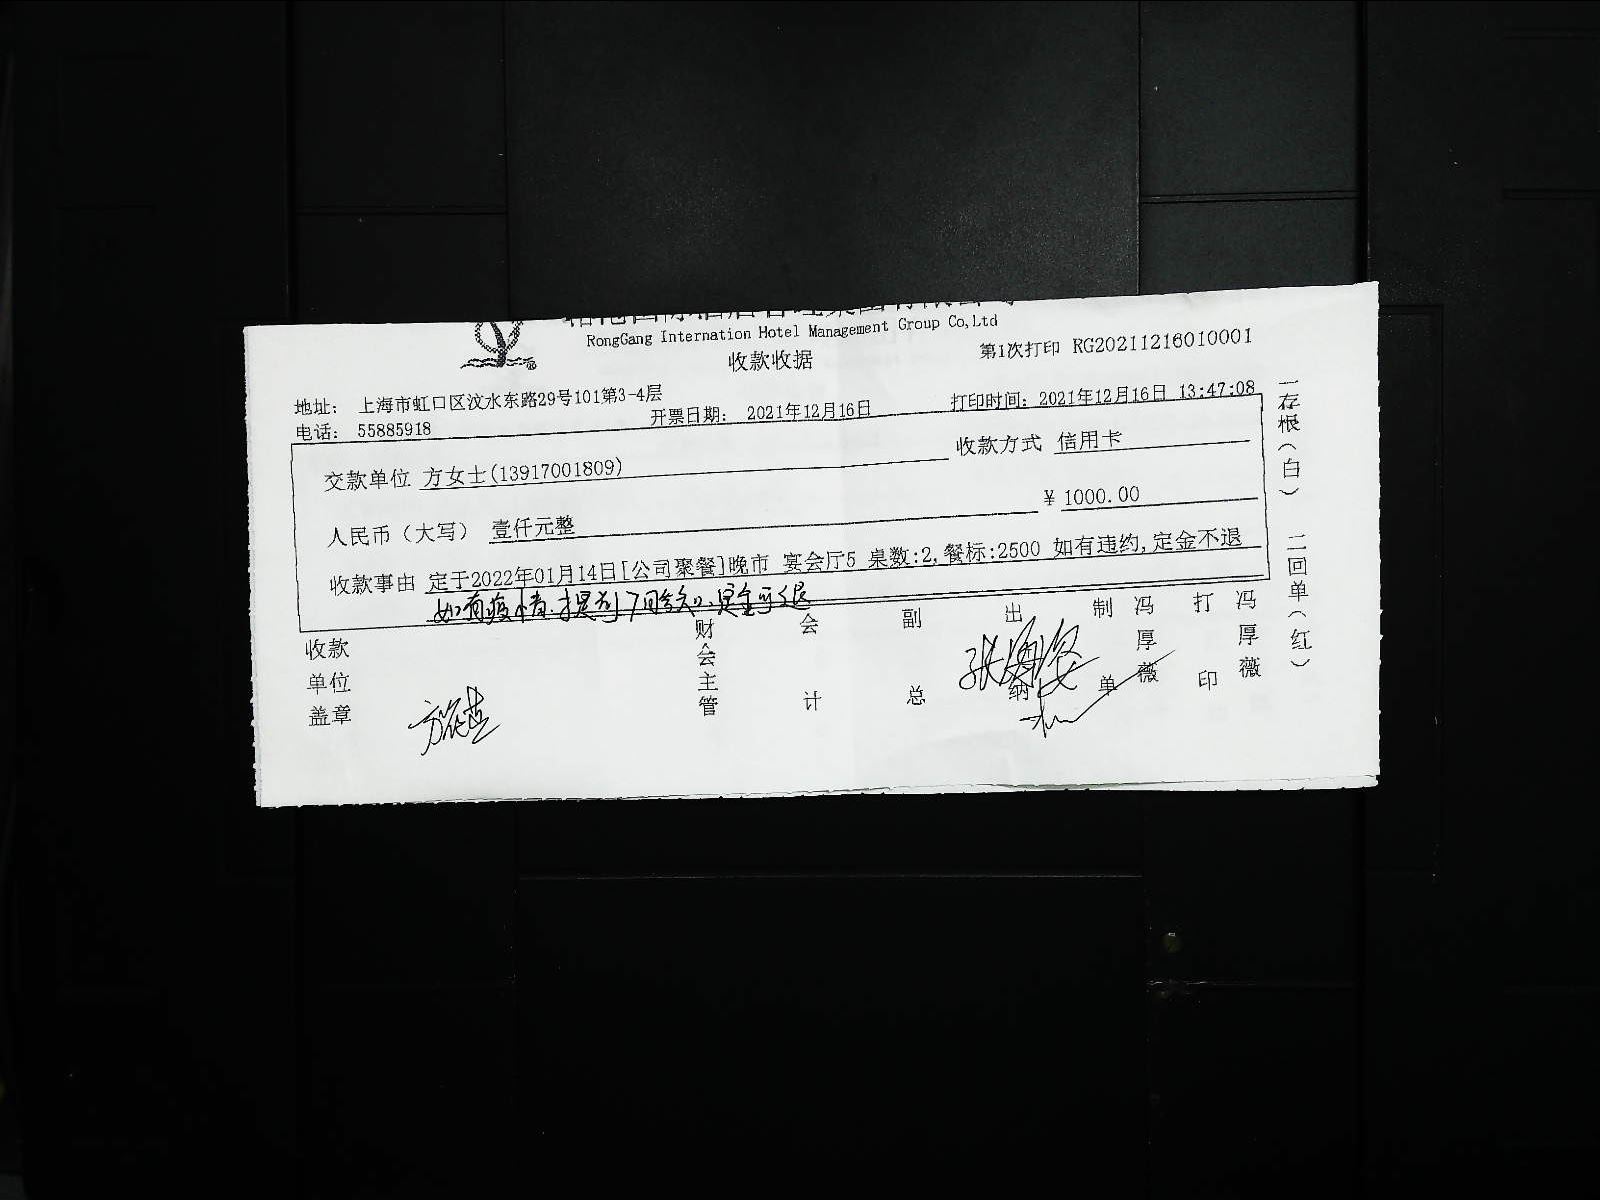 RongGang Internation Hotel Management Group Co,Ltd
收款收据
第1次打印 RG20211216010001
地址： 上海市虹口区汶水东路29号101第3-4层
电话： 55885918
开票日期： 2021年12月16日
打印时间：2021年12月16日 13:47:08
交款单位 方女士(13917001809)
收款方式 信用卡
人民币（大写） 壹仟元整
¥ 1000.00
收款事由 定于2022年01月14日[公司聚餐]晚市 宴会厅5 桌数:2,餐标:2500 如有违约,定金不退
如有疫情.提前7日告知.定金可退
收款单位盖章
财会主管
会计
副总
出纳
制单
冯厚薇
打印
冯厚薇
一存根（白） 二回单（红）